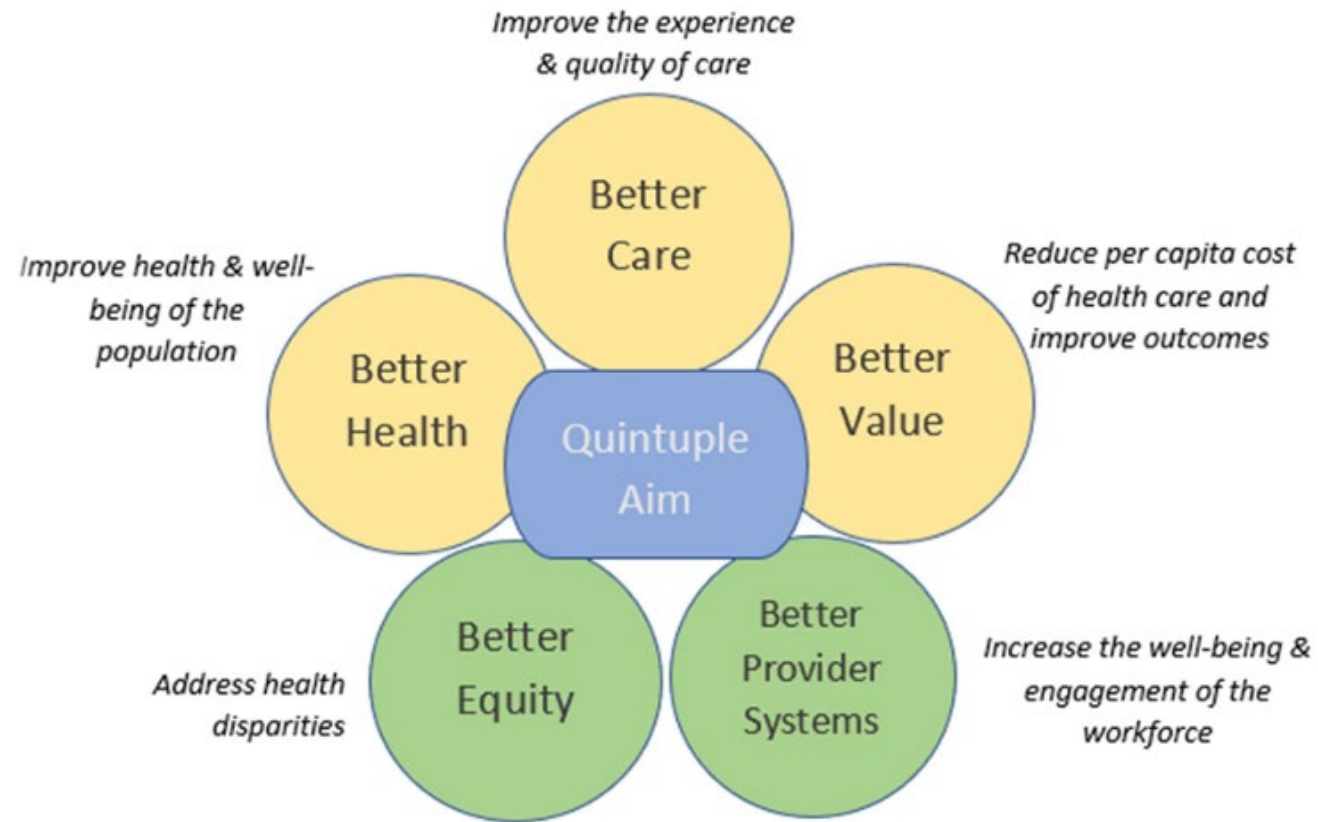 Improve the experience
& quality of care
Better
Care
Improve health & well-
being of the
population
Better
Health
Reduce per capita cost
of health care and
improve outcomes
Better
Value
Quintuple
Aim
Address health
disparities
Better
Equity
Better
Provider
Systems
Increase the well-being &
engagement of the
workforce